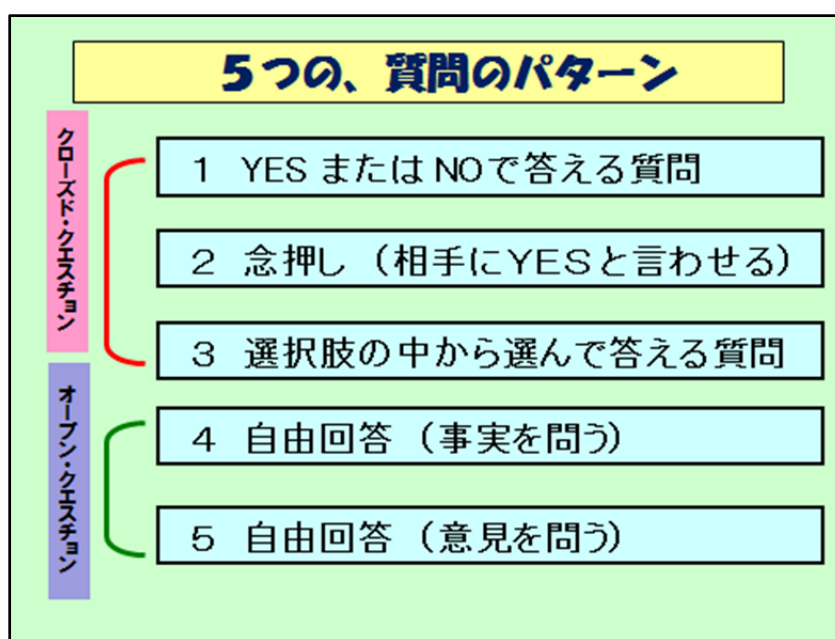 5つの、質問のパターン
クローズド・クエスチョン
1 YES または NOで答える質問
2 念押し（相手にYESと言わせる）
3 選択肢の中から選んで答える質問
オープン・クエスチョン
4 自由回答（事実を問う）
5 自由回答（意見を問う）